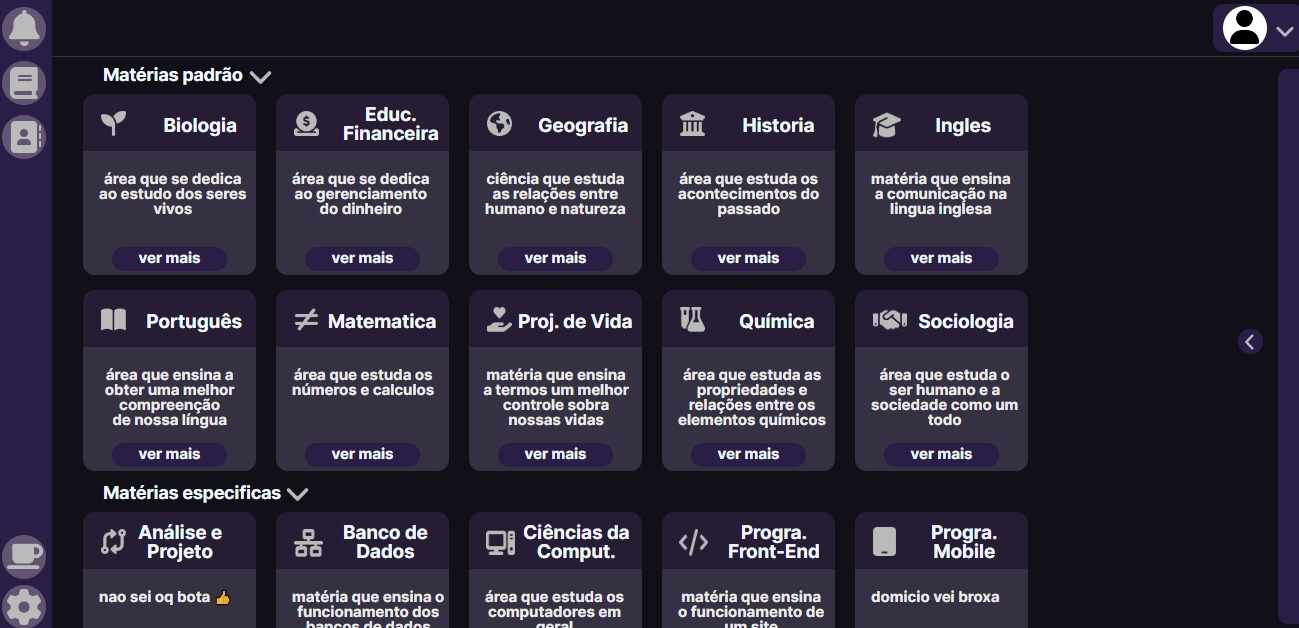 Matérias padrão
Biologia
Educ.
Financeira
Geografia
Historia
Ingles
área que se dedica
ao estudo dos seres
vivos
área que se dedica
ao gerenciamento
do dinheiro
ciência que estuda
as relações entre
humano e natureza
área que estuda os
acontecimentos do
passado
matéria que ensina
a comunicação na
lingua inglesa
ver mais
ver mais
ver mais
ver mais
ver mais
Português
Matematica
Proj. de Vida
Química
Sociologia
área que ensina a
obter uma melhor
compreenção
de nossa língua
área que estuda os
números e calculos
matéria que ensina
a termos um melhor
controle sobra
nossas vidas
área que estuda as
propriedades e
relações entre os
elementos químicos
área que estuda o
ser humano e a
sociedade como um
todo
ver mais
ver mais
ver mais
ver mais
ver mais
Matérias especificas
Análise e
Projeto
Banco de
Dados
Ciências da
Comput.
Progra.
Front-End
Progra.
Mobile
nao sei oq bota 👍
matéria que ensina o
funcionamento dos
bancos de dados
área que estuda os
computadores em
geral
matéria que ensina
o funcionamento de
um site
domicio vei broxa